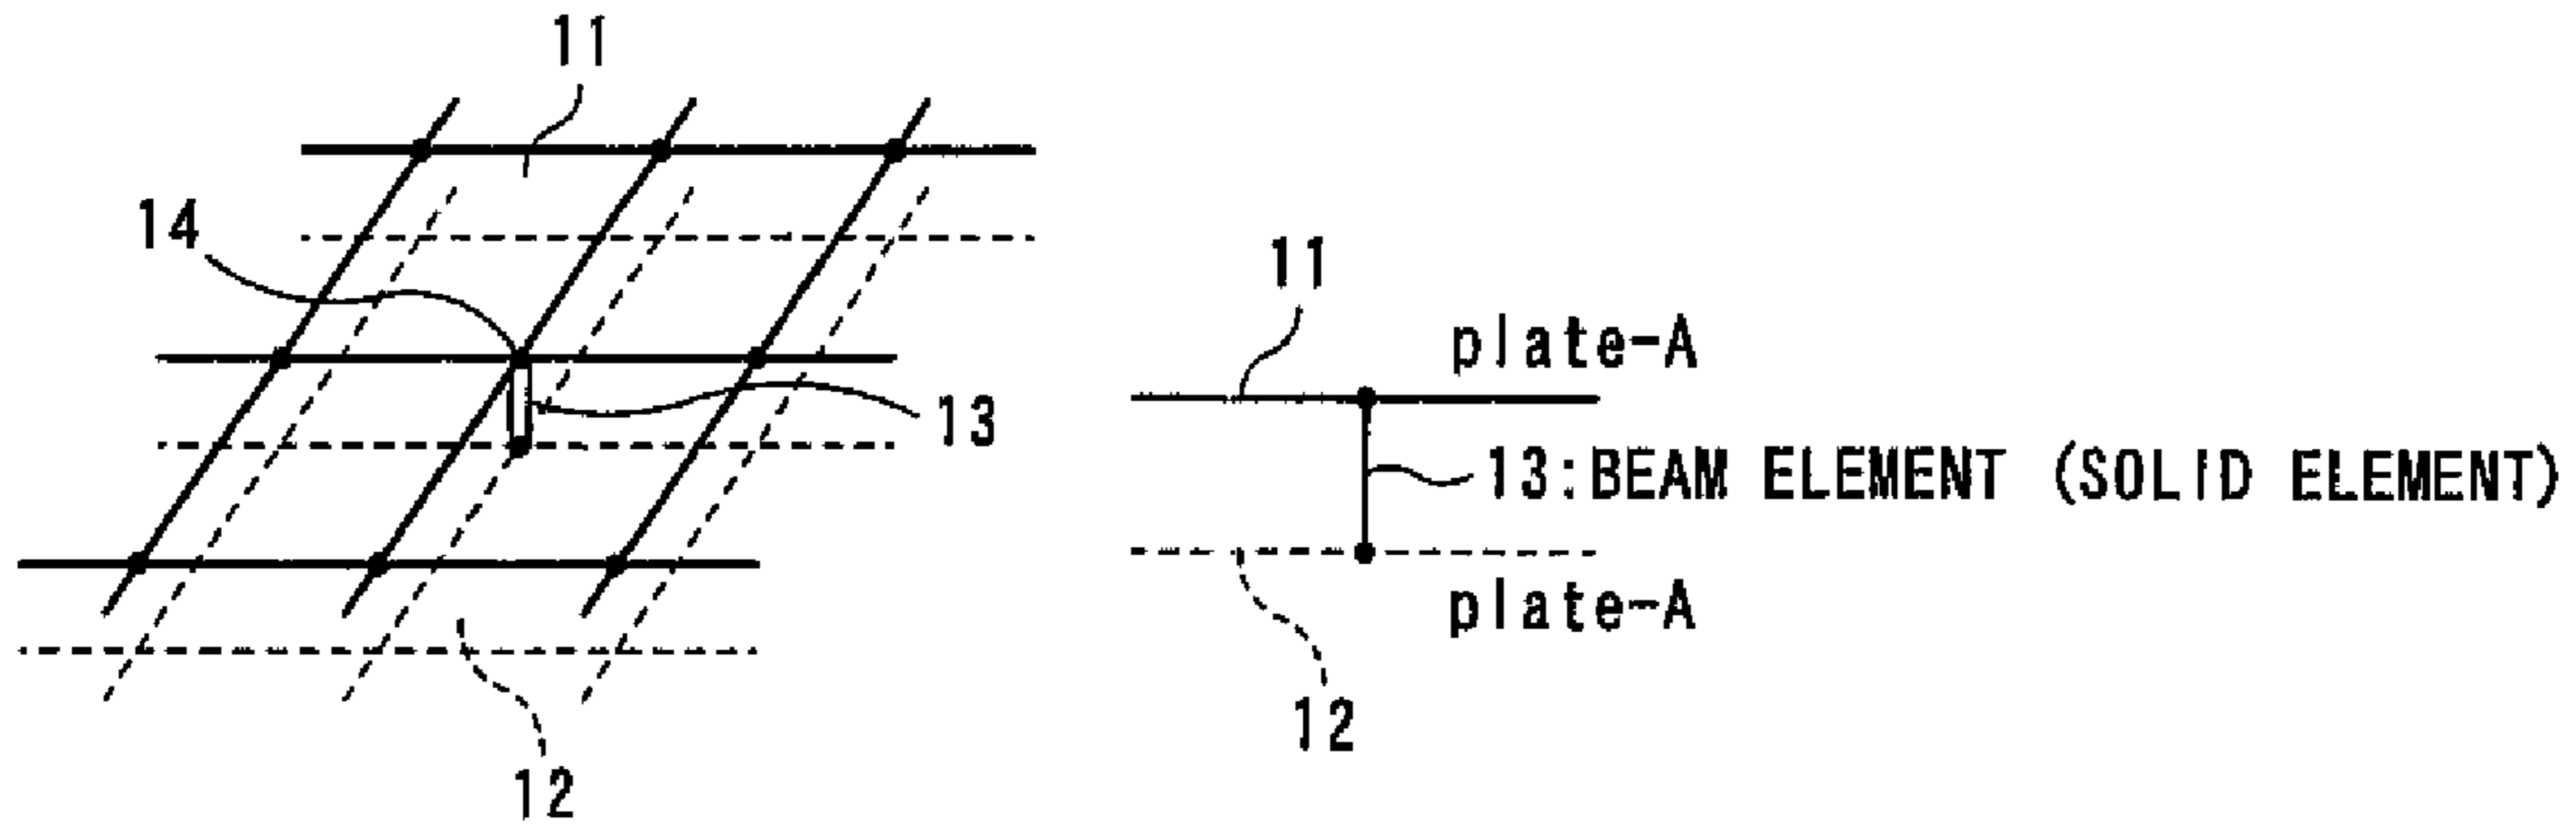 11
14
13
12
11
plate-A
13:BEAM ELEMENT (SOLID ELEMENT)
plate-A
12